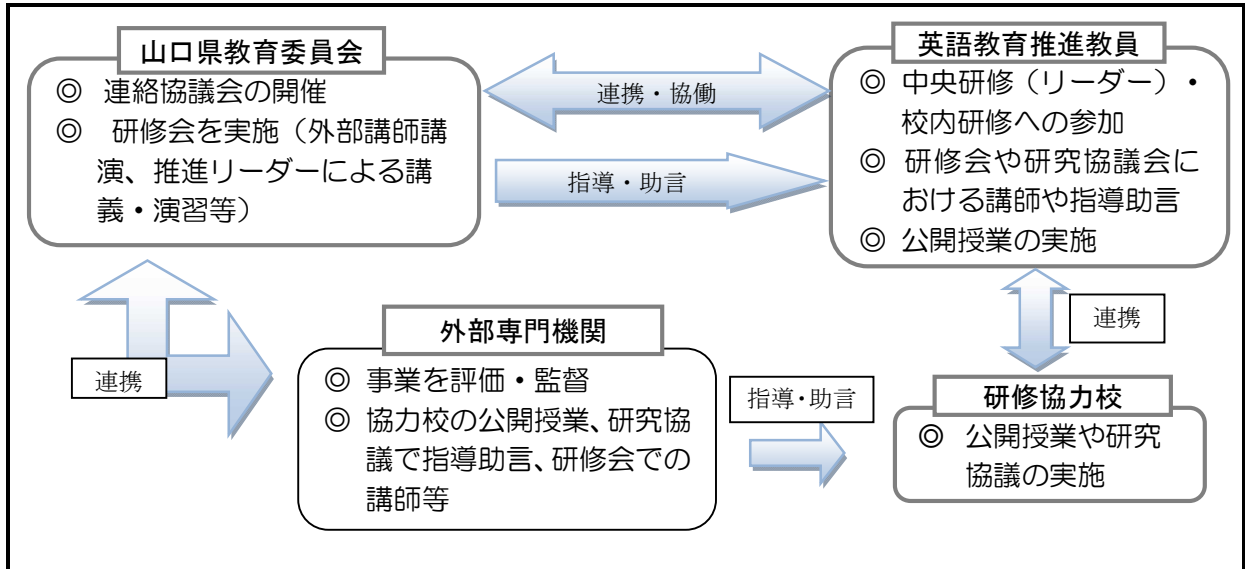 山口県教育委員会
◎ 連絡協議会の開催
◎ 研修会を実施（外部講師講
演、推進リーダーによる講
義・演習等）
連携・協働
指導・助言
英語教育推進教員
◎ 中央研修（リーダー）・
校内研修への参加
◎ 研修会や研究協議会に
おける講師や指導助言
◎ 公開授業の実施
連携
外部専門機関
◎ 事業を評価・監督
◎ 協力校の公開授業、研究協
議で指導助言、研修会での
講師等
指導・助言
連携
研修協力校
◎ 公開授業や研究
協議の実施